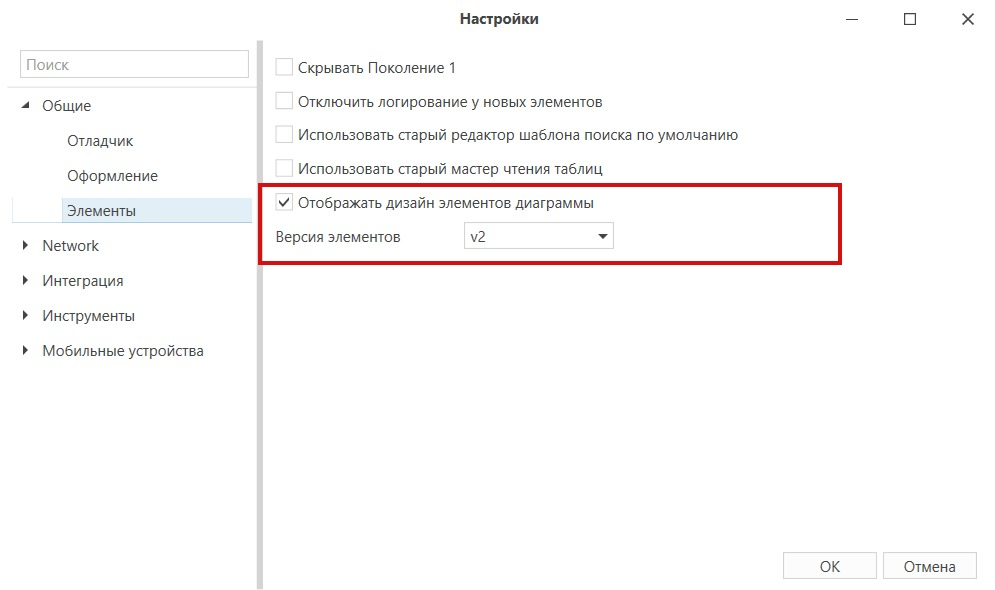 Настройки
Поиск
Общие
Отладчик
Оформление
Элементы
Network
Интеграция
Инструменты
Мобильные устройства
Скрывать Поколение 1
Отключить логирование у новых элементов
Использовать старый редактор шаблона поиска по умолчанию
Использовать старый мастер чтения таблиц
Отображать дизайн элементов диаграммы
Версия элементов v2
ОК Отмена